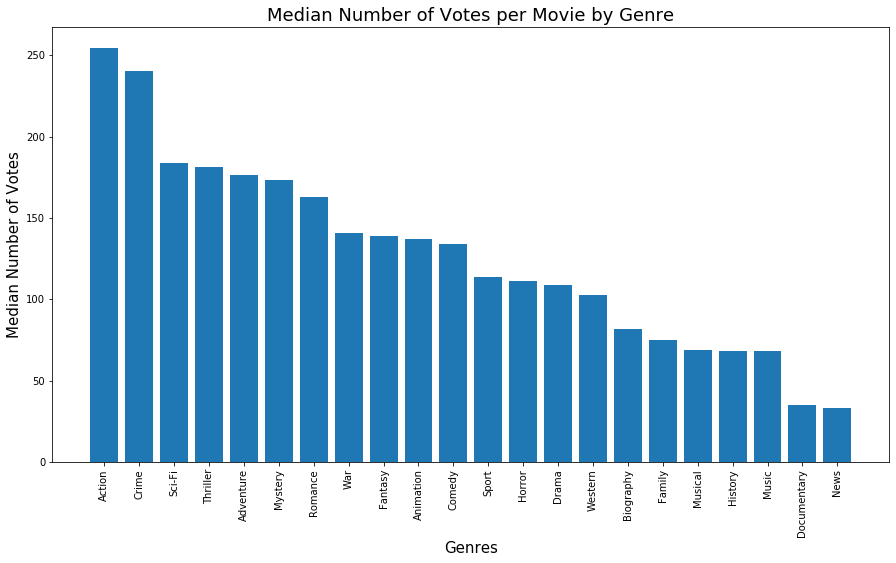 Median Number of Votes per Movie by Genre
Median Number of Votes
250
200
150
100
50
0
Action
Crime
Sci-Fi
Thriller
Adventure
Mystery
Romance
War
Fantasy
Animation
Comedy
Sport
Horror
Drama
Western
Biography
Family
Musical
History
Music
Documentary
News
Genres